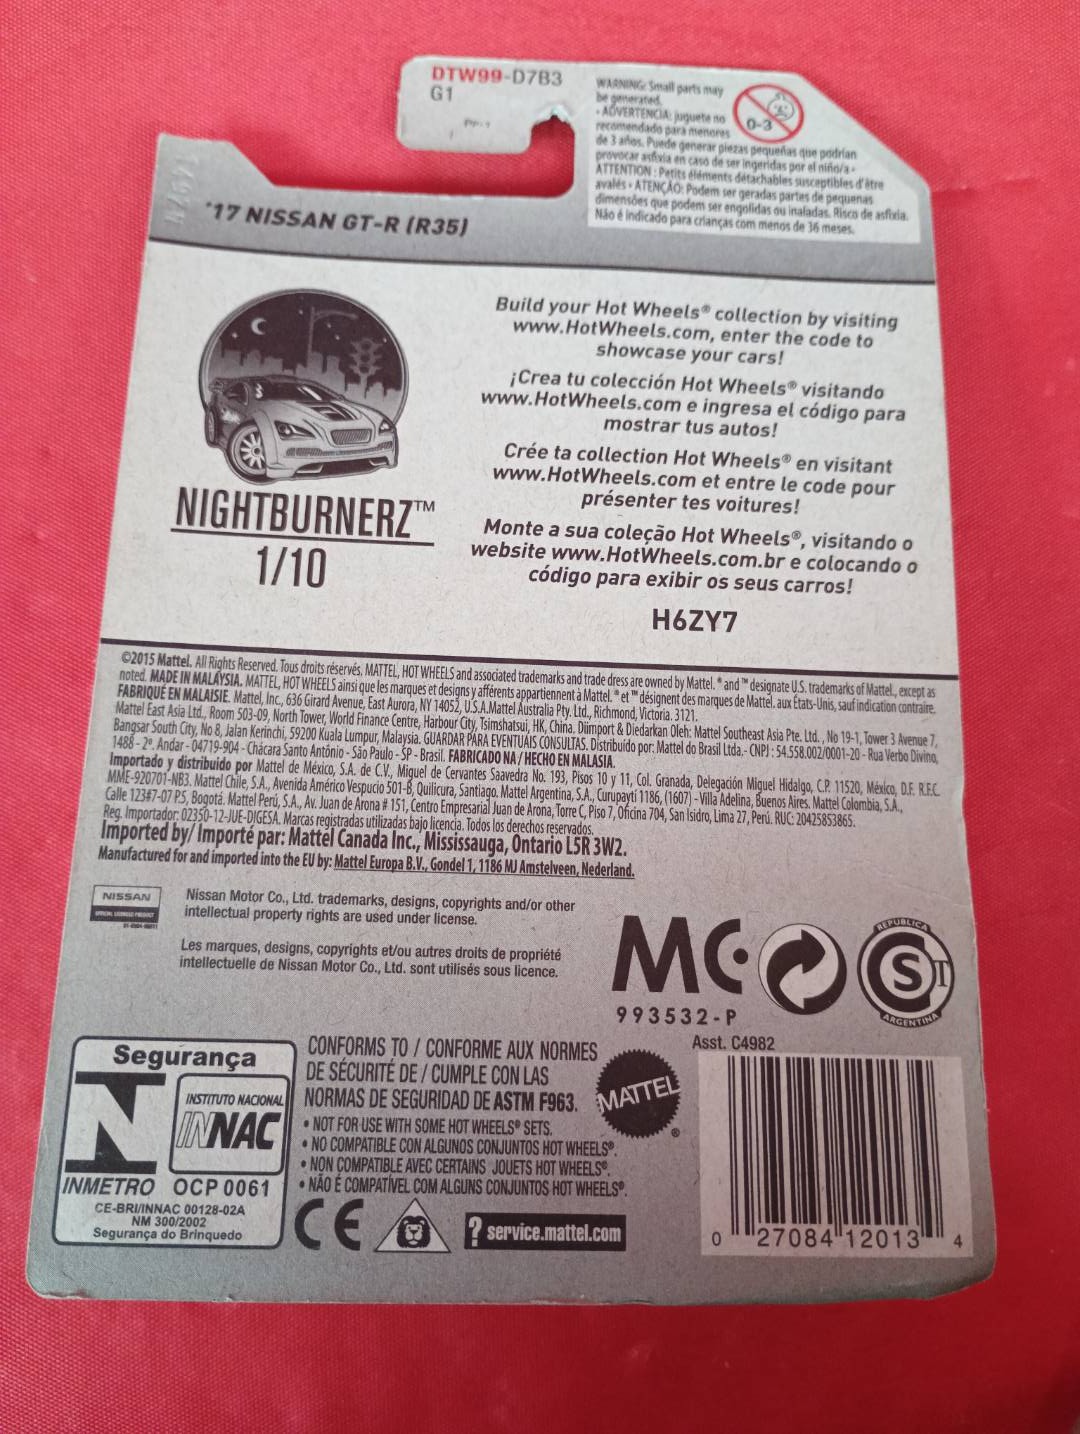 DTW99-D7B3
G1
WARNING: Small parts may
be generated.
• ADVERTENCIA: juguete no
recomendado para menores
de 3 años. Puede generar piezas pequeñas que podrían
provocar asfixia en caso de ser ingeridas por el niño/a •
ATTENTION : Petits éléments détachables susceptibles d'être
avalés • ATENÇÃO: Podem ser geradas partes de pequenas
dimensões que podem ser engolidas ou inaladas. Risco de asfixia.
Não é indicado para crianças com menos de 36 meses.
0-3
'17 NISSAN GT-R (R35)
Build your Hot Wheels® collection by visiting
www.HotWheels.com, enter the code to
showcase your cars!
¡Crea tu colección Hot Wheels® visitando
www.HotWheels.com e ingresa el código para
mostrar tus autos!
Crée ta collection Hot Wheels® en visitant
www.HotWheels.com et entre le code pour
présenter tes voitures!
Monte a sua coleção Hot Wheels®, visitando o
website www.HotWheels.com.br e colocando o
código para exibir os seus carros!
H6ZY7
NIGHTBURNERZ™
1/10
©2015 Mattel. All Rights Reserved. Tous droits réservés. MATTEL, HOT WHEELS and associated trademarks and trade dress are owned by Mattel. ® and ™ designate U.S. trademarks of Mattel, except as
noted. MADE IN MALAYSIA. MATTEL, HOT WHEELS ainsi que les marques et designs y afférents appartiennent à Mattel. ® et ™ désignent des marques de Mattel aux États-Unis, sauf indication contraire.
FABRIQUÉ EN MALAISIE. Mattel, Inc., 636 Girard Avenue, East Aurora, NY 14052, U.S.A. Mattel Australia Pty. Ltd., Richmond, Victoria. 3121.
Mattel East Asia Ltd., Room 503-09, North Tower, World Finance Centre, Harbour City, Tsimshatsui, HK, China. Diimport & Diedarkan Oleh: Mattel Southeast Asia Pte. Ltd., No 19-1, Tower 3 Avenue 7,
Bangsar South City, No 8, Jalan Kerinchi, 59200 Kuala Lumpur, Malaysia. GUARDAR PARA EVENTUAIS CONSULTAS. Distribuído por: Mattel do Brasil Ltda.- CNPJ : 54.558.002/0001-20 - Rua Verbo Divino,
1488 - 2º. Andar - 04719-904 - Chácara Santo Antônio - São Paulo - SP - Brasil. FABRICADO NA / HECHO EN MALASIA.
Importado y distribuido por Mattel de México, S.A. de C.V., Miguel de Cervantes Saavedra No. 193, Pisos 10 y 11, Col. Granada, Delegación Miguel Hidalgo, C.P. 11520, México, D.F. R.F.C.
MME-920701-NB3. Mattel Chile, S.A., Avenida Américo Vespucio 501-B, Quilicura, Santiago. Mattel Argentina, S.A., Curupaytí 1186, (1607) - Villa Adelina, Buenos Aires. Mattel Colombia, S.A.,
Calle 123#7-07 P.5, Bogotá. Mattel Perú, S.A., Av. Juan de Arona # 151, Centro Empresarial Juan de Arona, Torre C, Piso 7, Oficina 704, San Isidro, Lima 27, Perú. RUC: 20425853865.
Reg. Importador: 02350-12-JUE-DIGESA. Marcas registradas utilizadas bajo licencia. Todos los derechos reservados.
Imported by/ Importé par: Mattel Canada Inc., Mississauga, Ontario L5R 3W2.
Manufactured for and imported into the EU by: Mattel Europa B.V., Gondel 1, 1186 MJ Amstelveen, Nederland.
NISSAN
OFFICIAL LICENSED PRODUCT
Nissan Motor Co., Ltd. trademarks, designs, copyrights and/or other
intellectual property rights are used under license.
Les marques, designs, copyrights et/ou autres droits de propriété
intellectuelle de Nissan Motor Co., Ltd. sont utilisés sous licence.
MC
993532-P
REPUBLICA
S T
ARGENTINA
Asst. C4982
Segurança
INSTITUTO NACIONAL
INNAC
INMETRO OCP 0061
CE-BRI/INNAC 00128-02A
NM 300/2002
Segurança do Brinquedo
CONFORMS TO / CONFORME AUX NORMES
DE SÉCURITÉ DE / CUMPLE CON LAS
NORMAS DE SEGURIDAD DE ASTM F963.
• NOT FOR USE WITH SOME HOT WHEELS® SETS.
• NO COMPATIBLE CON ALGUNOS CONJUNTOS HOT WHEELS®.
• NON COMPATIBLE AVEC CERTAINS JOUETS HOT WHEELS®.
• NÃO É COMPATÍVEL COM ALGUNS CONJUNTOS HOT WHEELS®.
MATTEL®
CE
? service.mattel.com
0 27084 12013 4